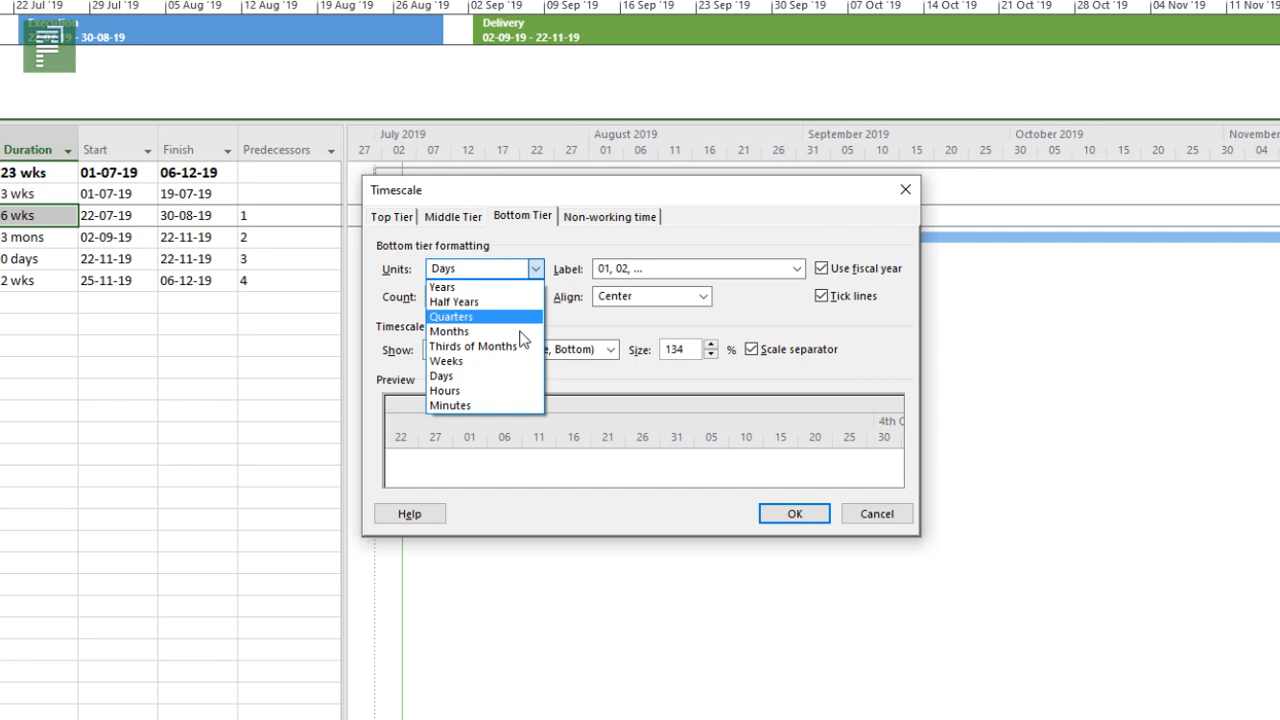 22 Jul '19 29 Jul '19 05 Aug '19 12 Aug '19 19 Aug '19 26 Aug '19 02 Sep '19 09 Sep '19 16 Sep '19 23 Sep '19 30 Sep '19 07 Oct '19 14 Oct '19 21 Oct '19 28 Oct '19 04 Nov '19 11 Nov '19
Execution
22-07-19 - 30-08-19
Delivery
02-09-19 - 22-11-19
July 2019 August 2019 September 2019 October 2019 November
Duration Start Finish Predecessors
27 02 07 12 17 22 27 01 06 11 16 21 26 31 05 10 15 20 25 30 05 10 15 20 25 30 04
23 wks 01-07-19 06-12-19
3 wks 01-07-19 19-07-19
6 wks 22-07-19 30-08-19 1
3 mons 02-09-19 22-11-19 2
0 days 22-11-19 22-11-19 3
2 wks 25-11-19 06-12-19 4
Timescale
Top Tier Middle Tier Bottom Tier Non-working time
Bottom tier formatting
Units: Days Label: 01, 02, ... Use fiscal year
Count: Align: Center Tick lines
Years
Half Years
Quarters
Months
Thirds of Months
Weeks
Days
Hours
Minutes
Timescale
Show: e, Bottom) Size: 134 % Scale separator
Preview
4th
22 27 01 06 11 16 21 26 31 05 10 15 20 25 30
Help OK Cancel